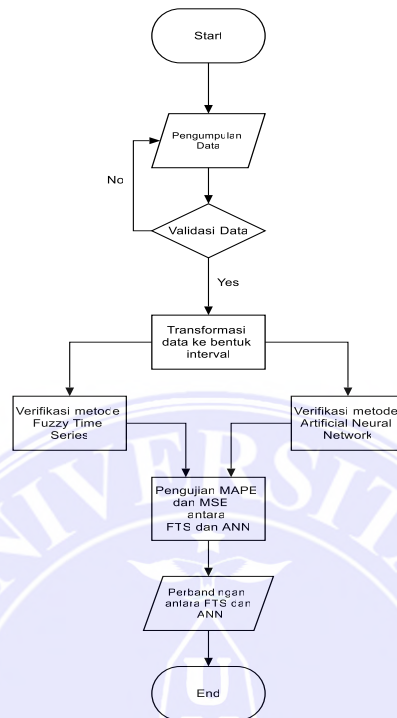 Start
Pengumpulan
Data
No
Validasi Data
Yes
Transformasi
data ke bentuk
interval
Verifikasi metode
Fuzzy Time
Series
Verifikasi metode
Artificial Neural
Network
Pengujian MAPE
dan MSE
antara
FTS dan ANN
Perbandingan
antara FTS dan
ANN
End
UNIVERSITA
U